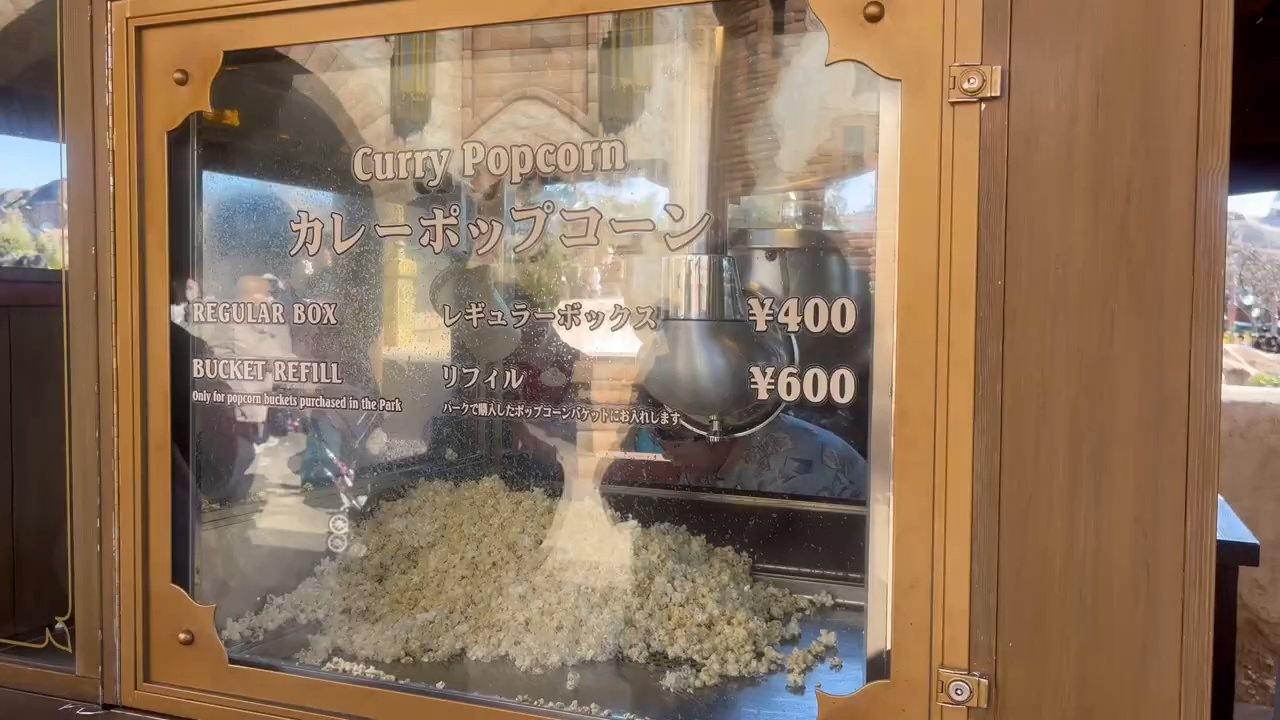 Curry Popcorn
カレーポップコーン
REGULAR BOX レギュラーボックス ¥400
BUCKET REFILL リフィル ¥600
Only for popcorn buckets purchased in the Park パークで購入したポップコーンバケットにお入れします